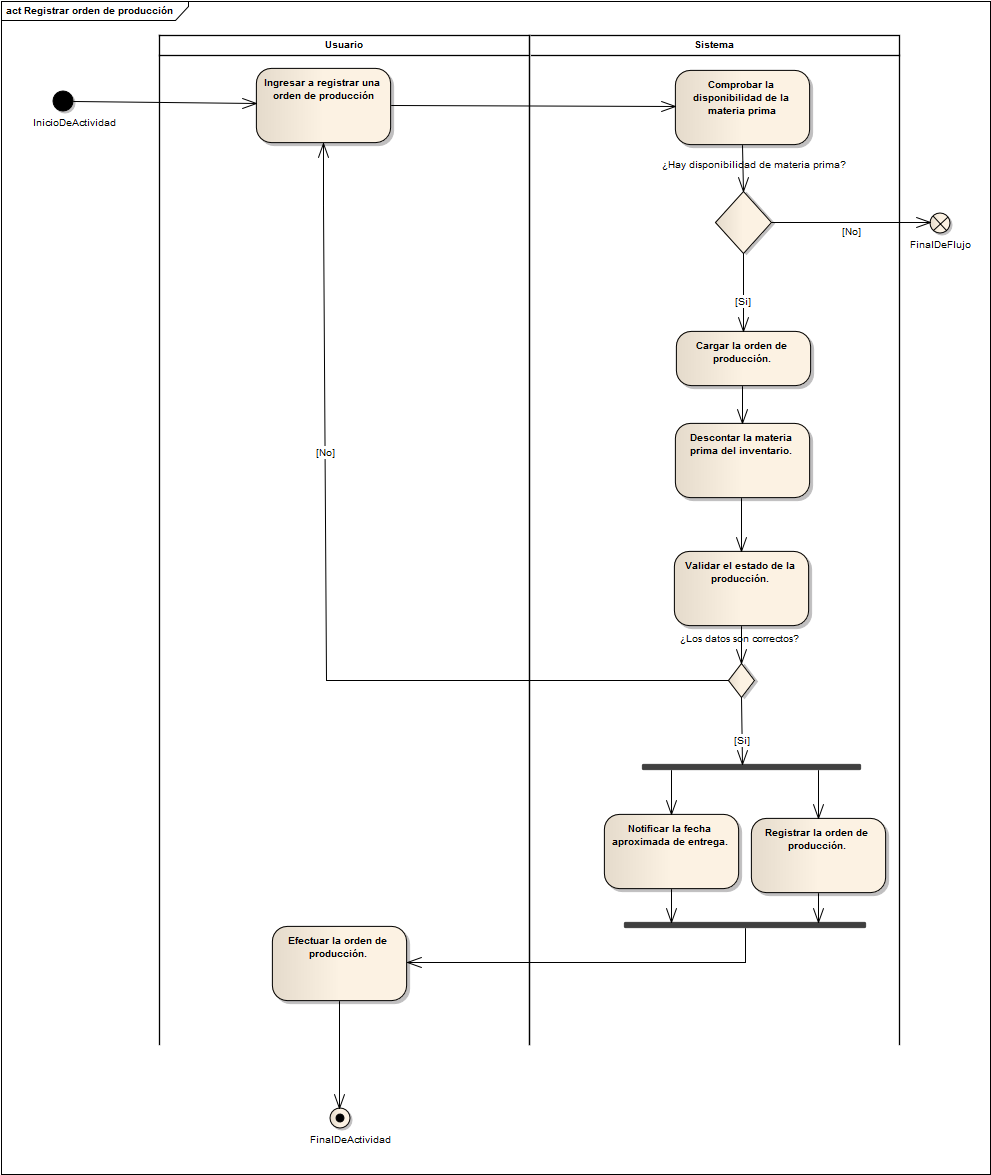 act Registrar orden de producción
Usuario
Sistema
InicioDeActividad
Ingresar a registrar una
orden de producción
Comprobar la
disponibilidad de la
materia prima
¿Hay disponibilidad de materia prima?
[No]
FinalDeFlujo
[Si]
Cargar la orden de
producción.
Descontar la materia
prima del inventario.
[No]
Validar el estado de la
producción.
¿Los datos son correctos?
[Si]
Notificar la fecha
aproximada de entrega.
Registrar la orden de
producción.
Efectuar la orden de
producción.
FinalDeActividad